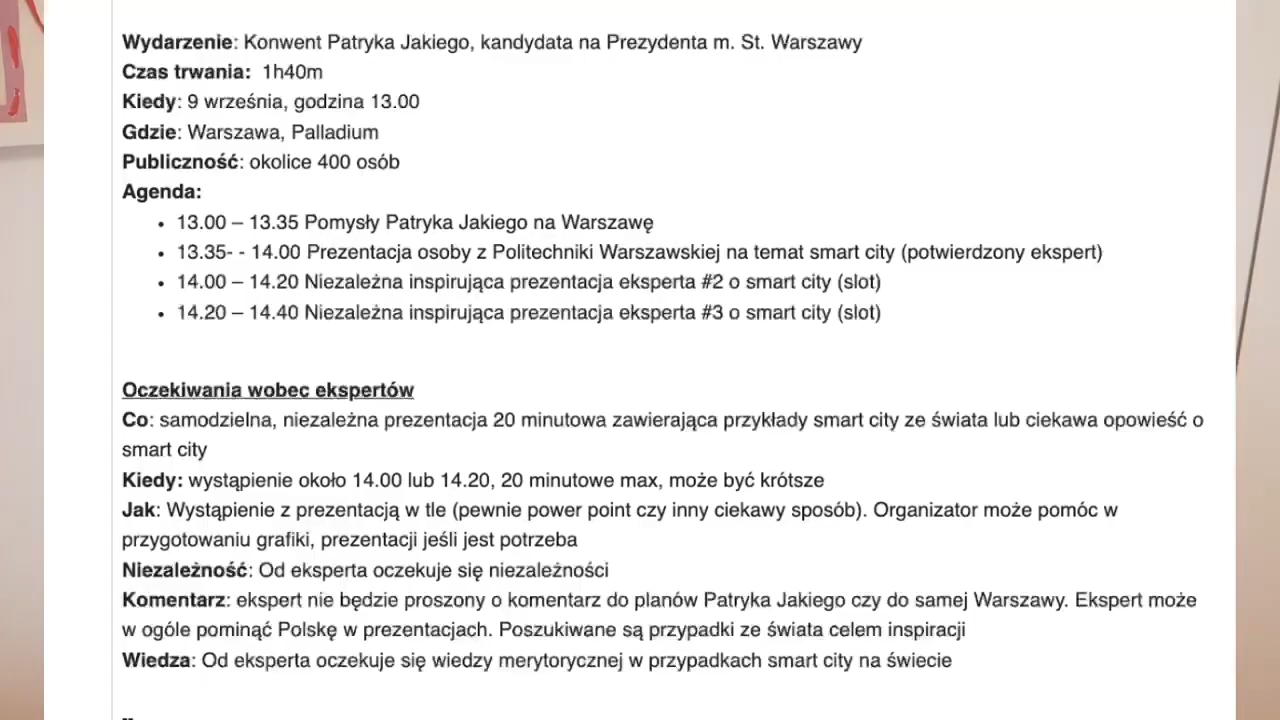 Wydarzenie: Konwent Patryka Jakiego, kandydata na Prezydenta m. St. Warszawy
Czas trwania: 1h40m
Kiedy: 9 września, godzina 13.00
Gdzie: Warszawa, Palladium
Publiczność: okolice 400 osób
Agenda:
• 13.00 – 13.35 Pomysły Patryka Jakiego na Warszawę
• 13.35- - 14.00 Prezentacja osoby z Politechniki Warszawskiej na temat smart city (potwierdzony ekspert)
• 14.00 – 14.20 Niezależna inspirująca prezentacja eksperta #2 o smart city (slot)
• 14.20 – 14.40 Niezależna inspirująca prezentacja eksperta #3 o smart city (slot)
Oczekiwania wobec ekspertów
Co: samodzielna, niezależna prezentacja 20 minutowa zawierająca przykłady smart city ze świata lub ciekawa opowieść o
smart city
Kiedy: wystąpienie około 14.00 lub 14.20, 20 minutowe max, może być krótsze
Jak: Wystąpienie z prezentacją w tle (pewnie power point czy inny ciekawy sposób). Organizator może pomóc w
przygotowaniu grafiki, prezentacji jeśli jest potrzeba
Niezależność: Od eksperta oczekuje się niezależności
Komentarz: ekspert nie będzie proszony o komentarz do planów Patryka Jakiego czy do samej Warszawy. Ekspert może
w ogóle pominąć Polskę w prezentacjach. Poszukiwane są przypadki ze świata celem inspiracji
Wiedza: Od eksperta oczekuje się wiedzy merytorycznej w przypadkach smart city na świecie